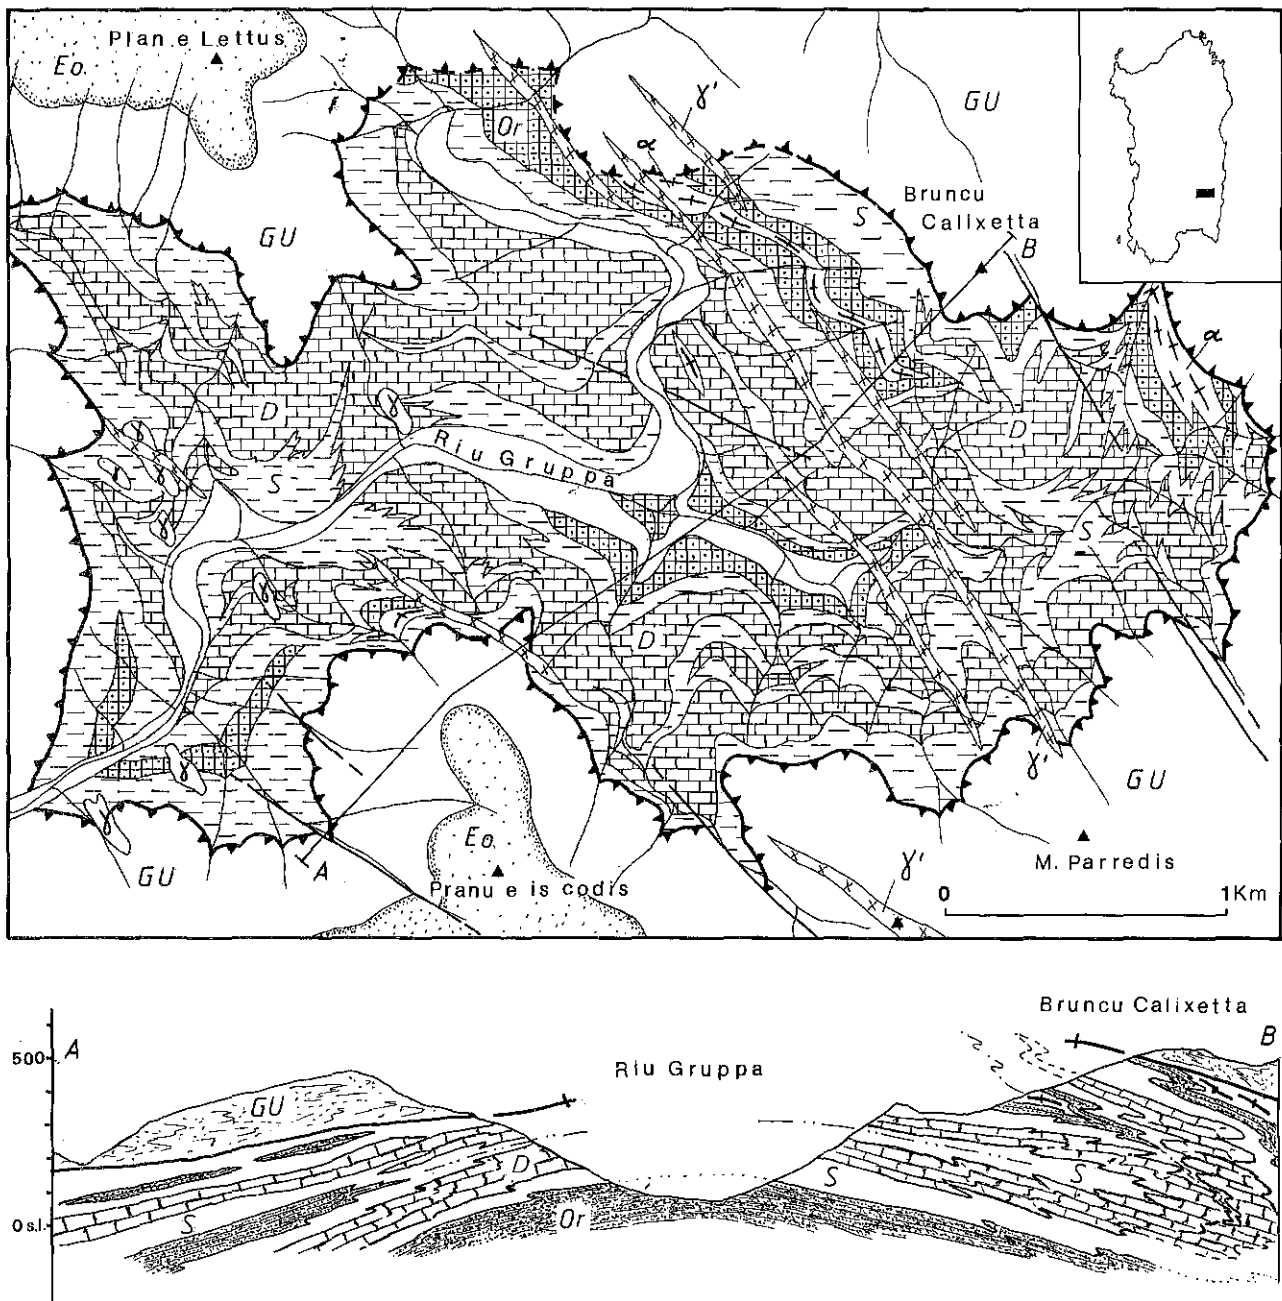 Plan e Lettus
Eo.
γ'
GU
Or
α
Bruncu
Calixetta
S
B
GU
α
D
D
γ
Riu Gruppa
γ
γ
γ
S
S
γ
D
γ
γ'
GU
γ
Eo.
M. Parredis
GU
A
Pranu e is codis
γ'
0
1Km
Bruncu Calixetta
500
A
B
Riu Gruppa
GU
D
S
S
S
Or
0 s.l.